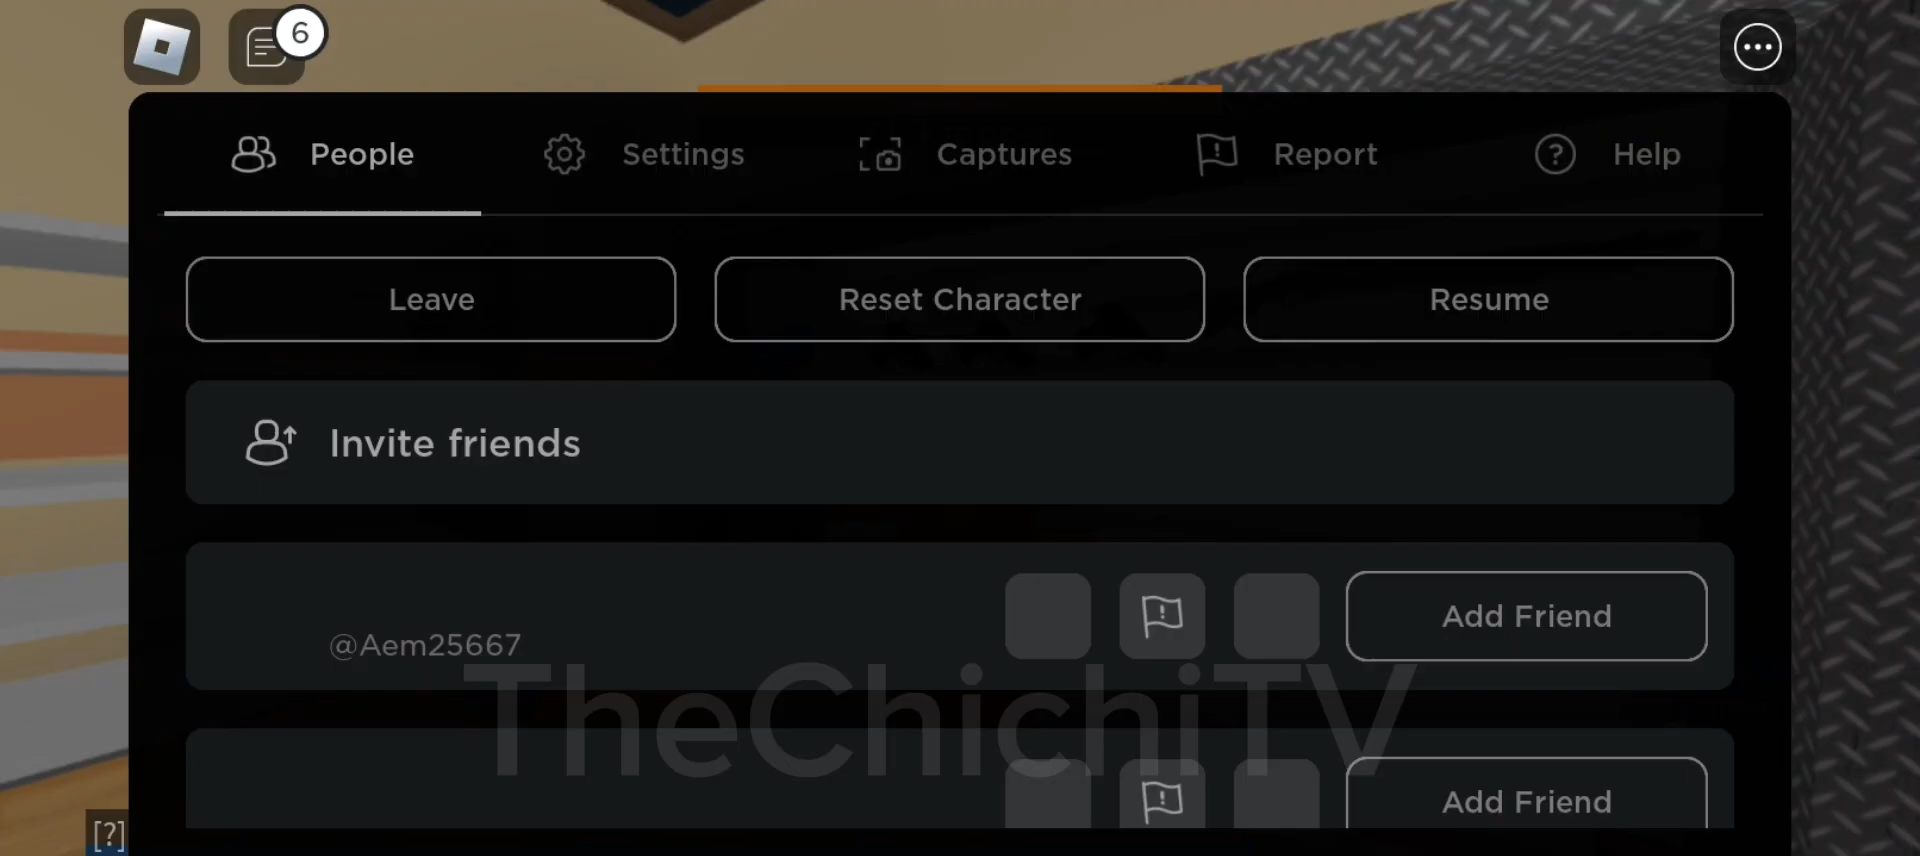 6
People
Settings
Captures
Report
Help
Leave
Reset Character
Resume
Invite friends
@Aem25667
Add Friend
TheChichiTV
Add Friend
[?]